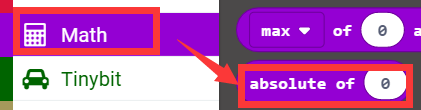 Math
max of 0
Tinybit
absolute of 0